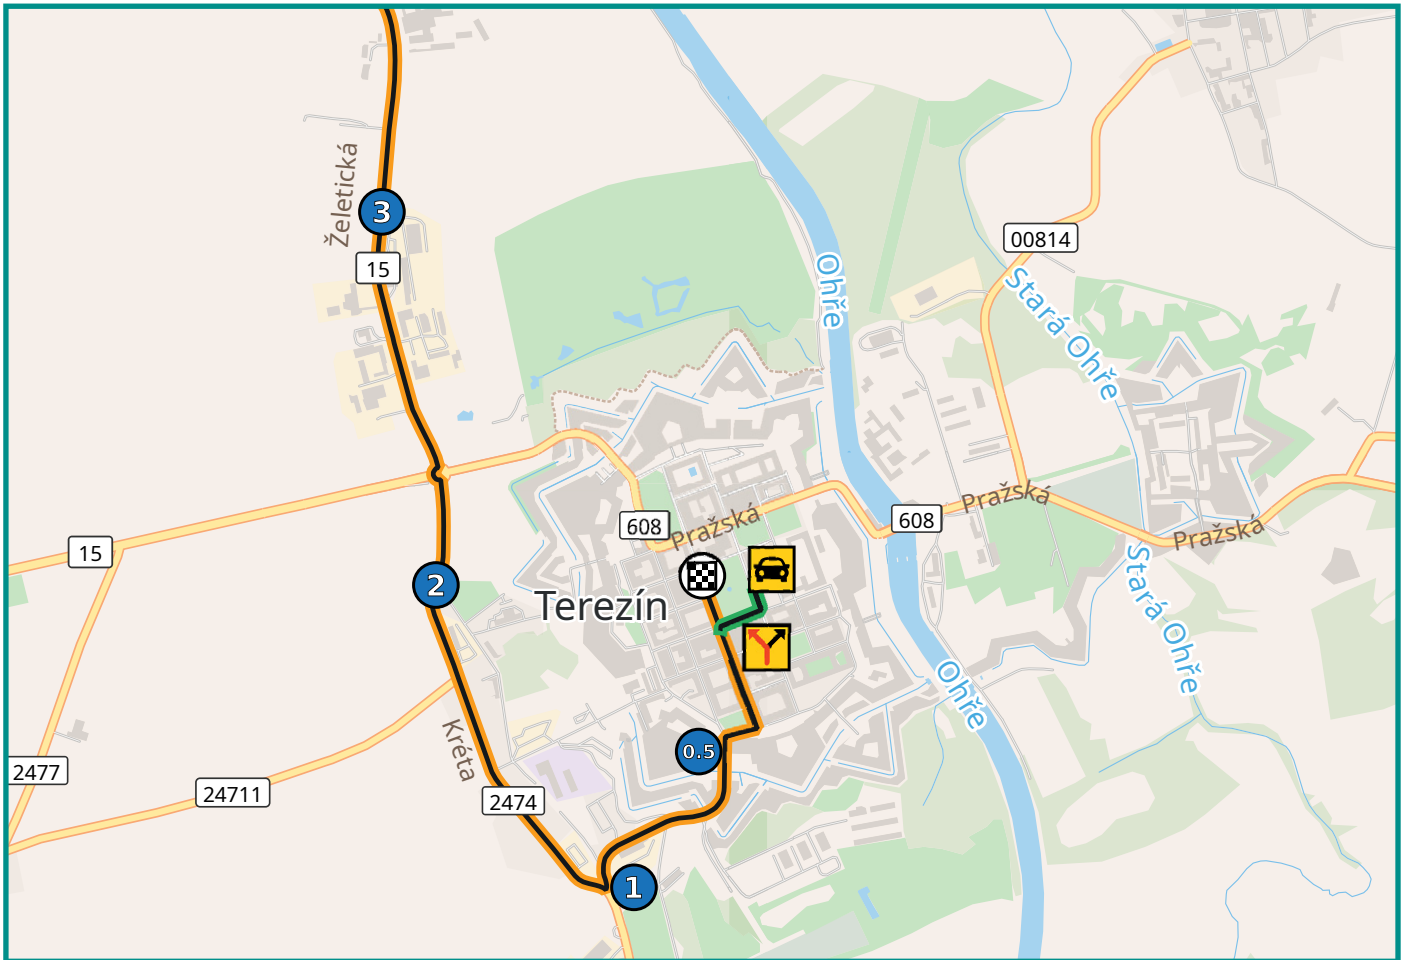 Želetická
3
15
00814
Ohře
Stará Ohře
608
Pražská
608
Pražská
Pražská
15
2
Terezín
Stará Ohře
Ohře
Kréta
0.5
2477
24711
2474
1